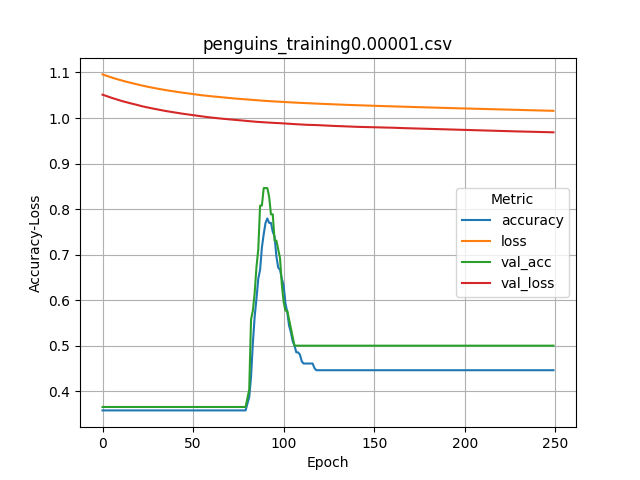 penguins_training0.00001.csv
1.1
1.0
0.9
0.8
0.7
0.6
0.5
0.4
Accuracy-Loss
Metric
accuracy
loss
val_acc
val_loss
0 50 100 150 200 250
Epoch